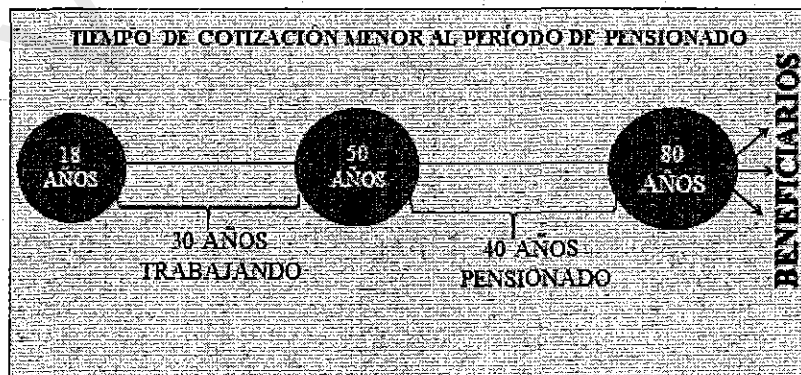 TIEMPO DE COTIZACIÓN MENOR AL PERÍODO DE PENSIONADO
18
AÑOS
50
AÑOS
80
AÑOS
BENEFICIARIOS
30 AÑOS
TRABAJANDO
40 AÑOS
PENSIONADO